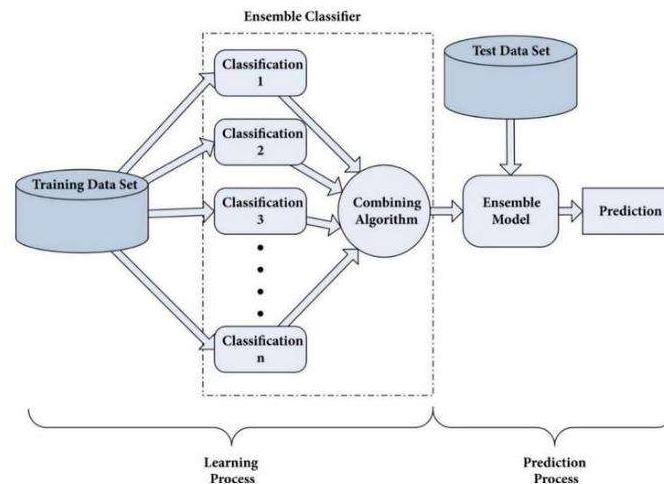 Ensemble Classifier
Classification
1
Test Data Set
Classification
2
Training Data Set
Classification
3
Combining
Algorithm
Ensemble
Model
Prediction
Classification
n
Learning
Process
Prediction
Process